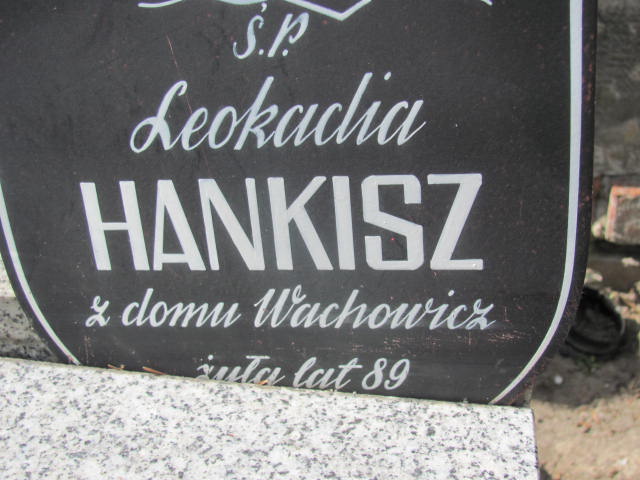 Ś.P.
Leokadia
HANKISZ
z domu Wachowicz
żyła lat 89